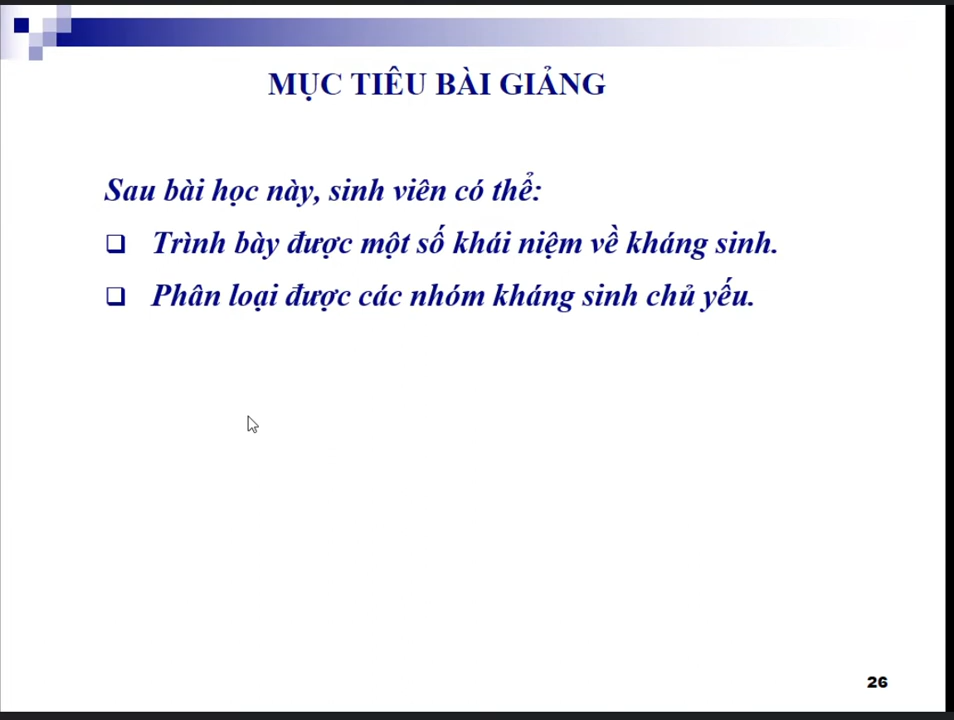 MỤC TIÊU BÀI GIẢNG
Sau bài học này, sinh viên có thể:
Trình bày được một số khái niệm về kháng sinh.
Phân loại được các nhóm kháng sinh chủ yếu.
26